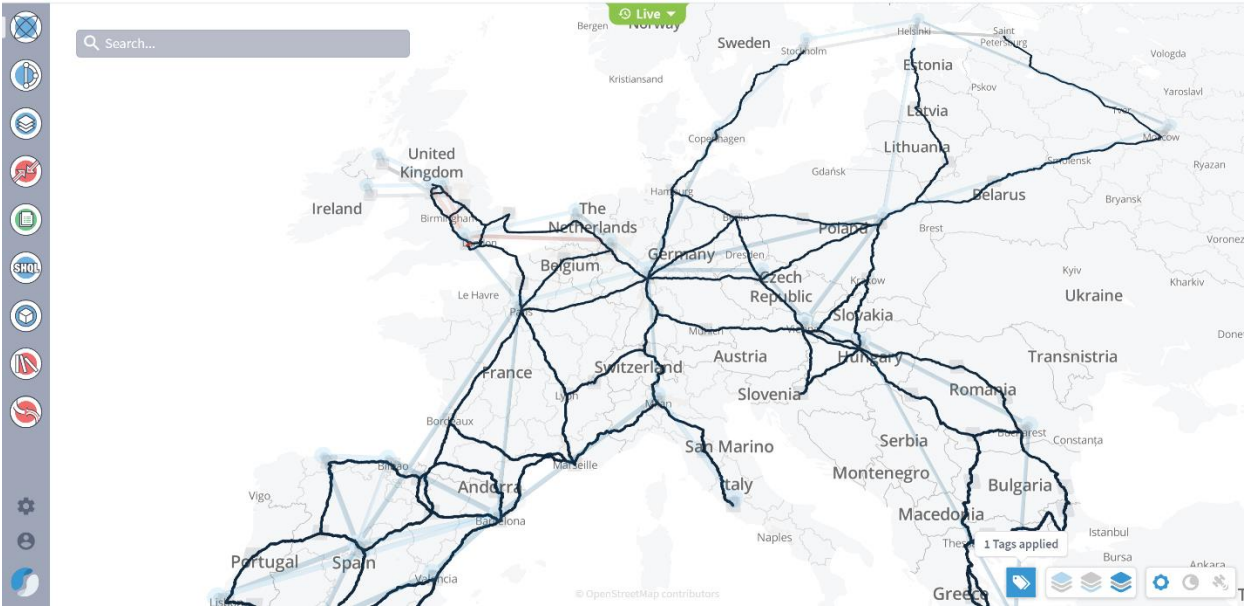 Live
Norway
Bergen
Search...
Sweden
Stockholm
Helsinki
Saint
Petersburg
Vologda
Estonia
Kristiansand
Pskov
Yaroslavl
Tver
Latvia
Copenhagen
Moscow
Lithuania
Smolensk
Ryazan
United
Kingdom
Gdańsk
Hamburg
Belarus
Bryansk
Ireland
The
Netherlands
Birmingham
Berlin
Poland
Brest
London
Voronez
Germany
Dresden
Belgium
Kyiv
Czech
Republic
Krakow
Kharkiv
SHQL
Le Havre
Ukraine
Paris
Slovakia
Vienna
Munich
Donet
Austria
Hungary
Transnistria
Switzerland
France
Slovenia
Romania
Lyon
Milan
Bordeaux
Bucharest
Constanța
San Marino
Serbia
Bilbao
Marseille
Montenegro
Andorra
Italy
Bulgaria
Vigo
Macedonia
Barcelona
Naples
Istanbul
Thes
1 Tags applied
Portugal
Spain
Bursa
Ankara
Valencia
Greece
T
Lisbon
© OpenStreetMap contributors